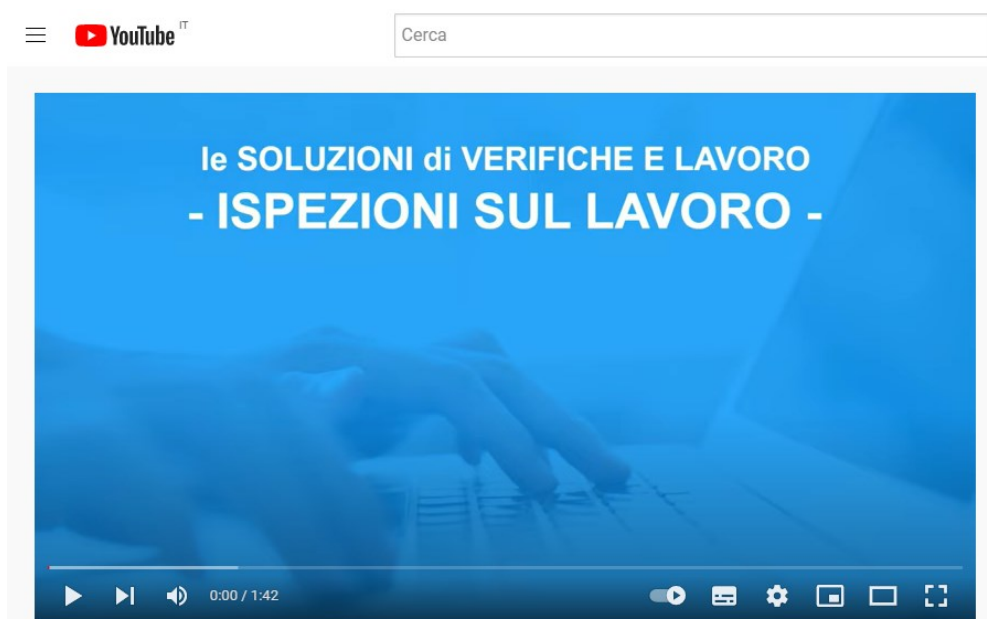 YouTube IT
Cerca
le SOLUZIONI di VERIFICHE E LAVORO
- ISPEZIONI SUL LAVORO -
0:00 / 1:42